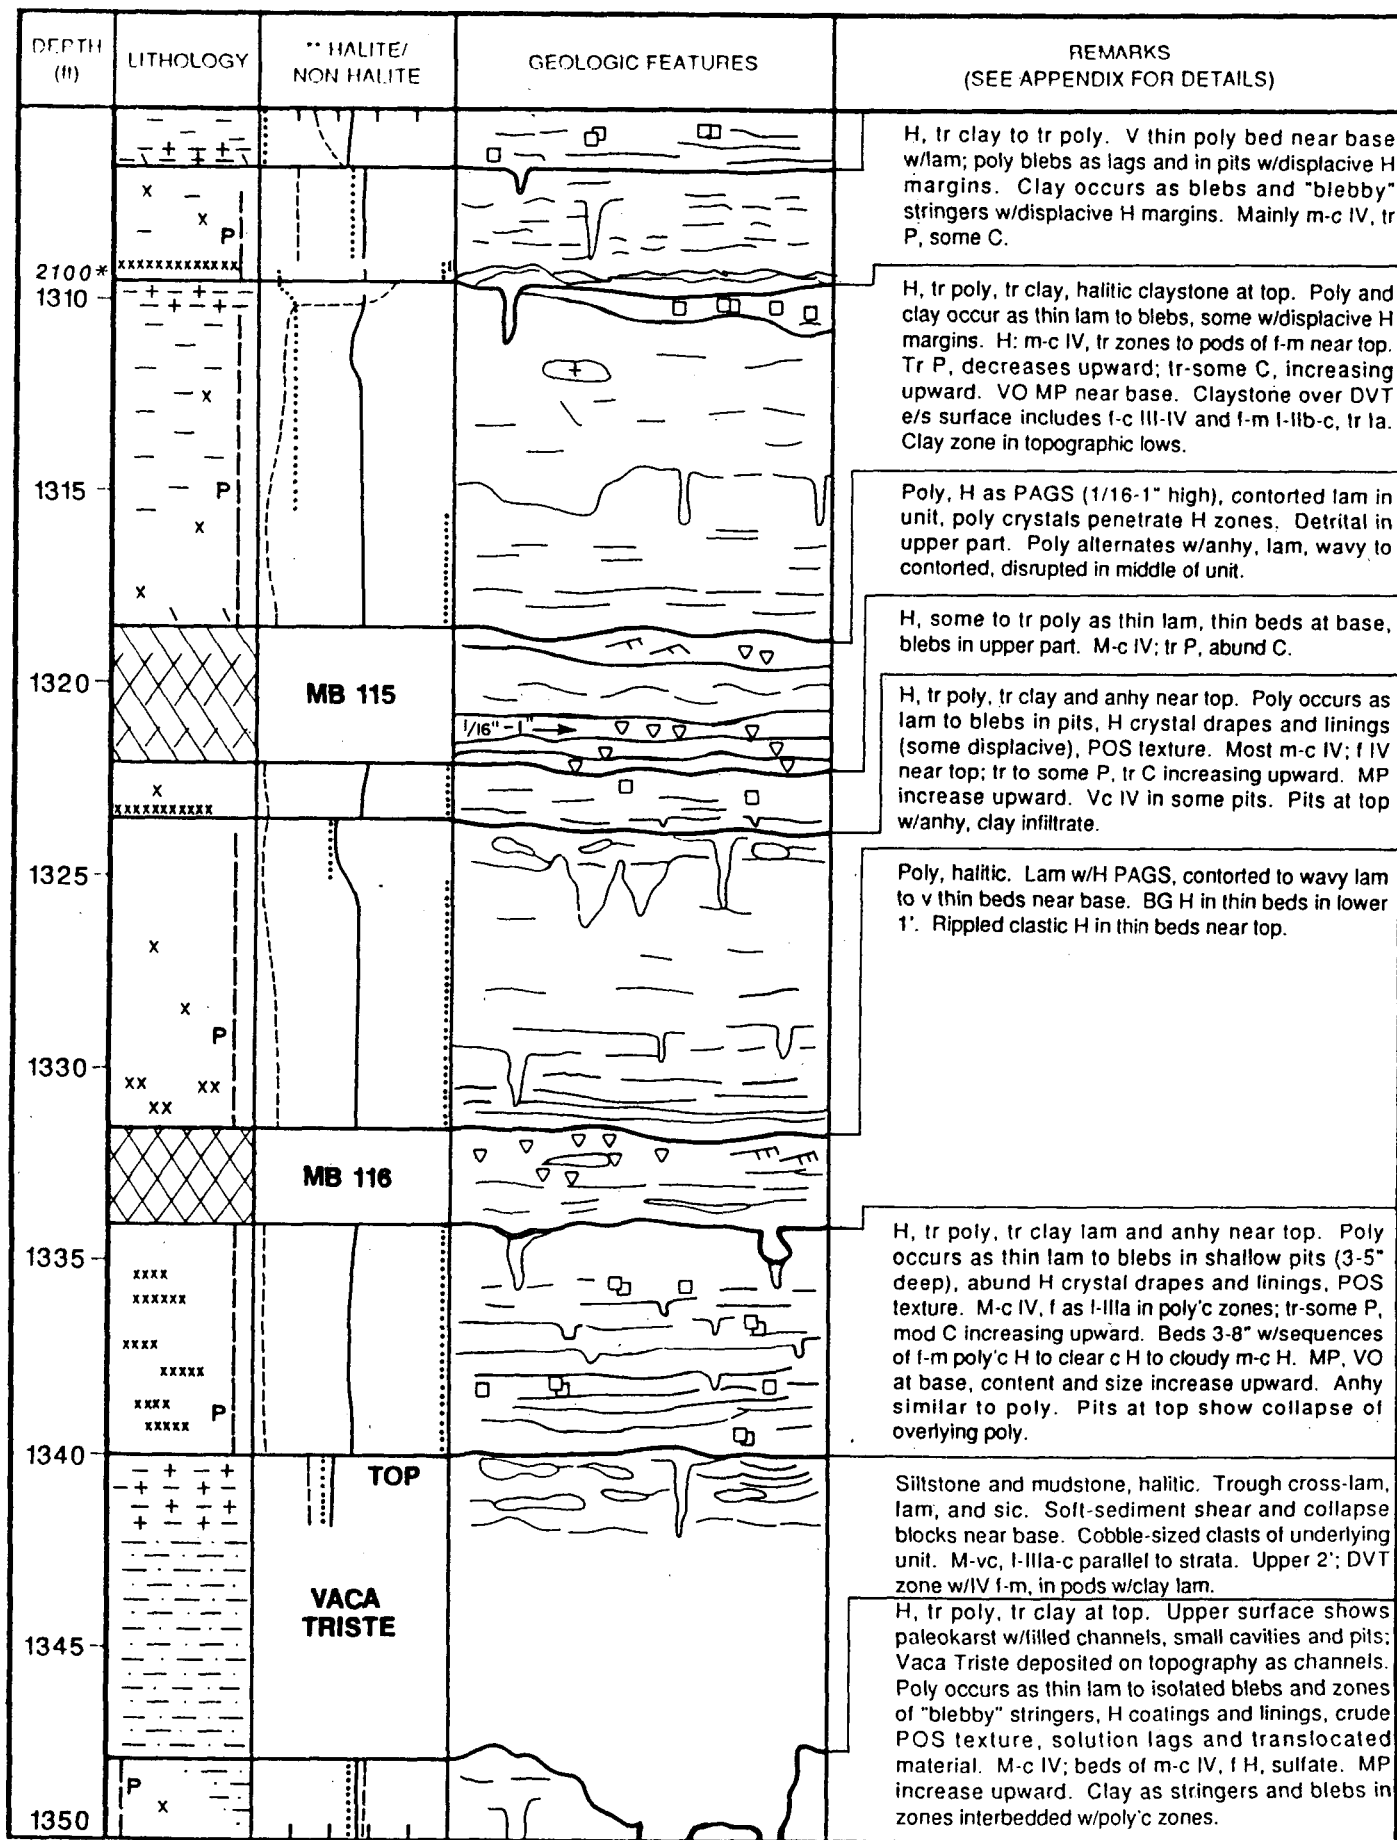 DEPTH
(ft)
LITHOLOGY
** HALITE/
NON HALITE
GEOLOGIC FEATURES
REMARKS
(SEE APPENDIX FOR DETAILS)
H, tr clay to tr poly. V thin poly bed near base
w/lam; poly blebs as lags and in pits w/displacive H
margins. Clay occurs as blebs and "blebby"
stringers w/displacive H margins. Mainly m-c IV, tr
P, some C.
P
2100*
1310
H, tr poly, tr clay, halitic claystone at top. Poly and
clay occur as thin lam to blebs, some w/displacive H
margins. H: m-c IV, tr zones to pods of f-m near top.
Tr P, decreases upward; tr-some C, increasing
upward. VO MP near base. Claystone over DVT
e/s surface includes f-c III-IV and f-m I-IIb-c, tr Ia.
Clay zone in topographic lows.
1315
P
Poly, H as PAGS (1/16-1" high), contorted lam in
unit, poly crystals penetrate H zones. Detrital in
upper part. Poly alternates w/anhy, lam, wavy to
contorted, disrupted in middle of unit.
H, some to tr poly as thin lam, thin beds at base,
blebs in upper part. M-c IV; tr P, abund C.
1320
MB 115
1/16" - 1"
H, tr poly, tr clay and anhy near top. Poly occurs as
lam to blebs in pits, H crystal drapes and linings
(some displacive), POS texture. Most m-c IV; f IV
near top; tr to some P, tr C increasing upward. MP
increase upward. Vc IV in some pits. Pits at top
w/anhy, clay infiltrate.
1325
Poly, halitic. Lam w/H PAGS, contorted to wavy lam
to v thin beds near base. BG H in thin beds in lower
1'. Rippled clastic H in thin beds near top.
P
1330
MB 116
1335
H, tr poly, tr clay lam and anhy near top. Poly
occurs as thin lam to blebs in shallow pits (3-5"
deep), abund H crystal drapes and linings, POS
texture. M-c IV, f as I-IIIa in poly'c zones; tr-some P,
mod C increasing upward. Beds 3-8" w/sequences
of f-m poly'c H to clear c H to cloudy m-c H. MP, VO
at base, content and size increase upward. Anhy
similar to poly. Pits at top show collapse of
overlying poly.
P
1340
TOP
Siltstone and mudstone, halitic. Trough cross-lam,
lam, and sic. Soft-sediment shear and collapse
blocks near base. Cobble-sized clasts of underlying
unit. M-vc, I-IIIa-c parallel to strata. Upper 2'; DVT
zone w/IV f-m, in pods w/clay lam.
VACA
TRISTE
1345
H, tr poly, tr clay at top. Upper surface shows
paleokarst w/filled channels, small cavities and pits;
Vaca Triste deposited on topography as channels.
Poly occurs as thin lam to isolated blebs and zones
of "blebby" stringers, H coatings and linings, crude
POS texture, solution lags and translocated
material. M-c IV; beds of m-c IV, f H, sulfate. MP
increase upward. Clay as stringers and blebs in
zones interbedded w/poly'c zones.
P
1350